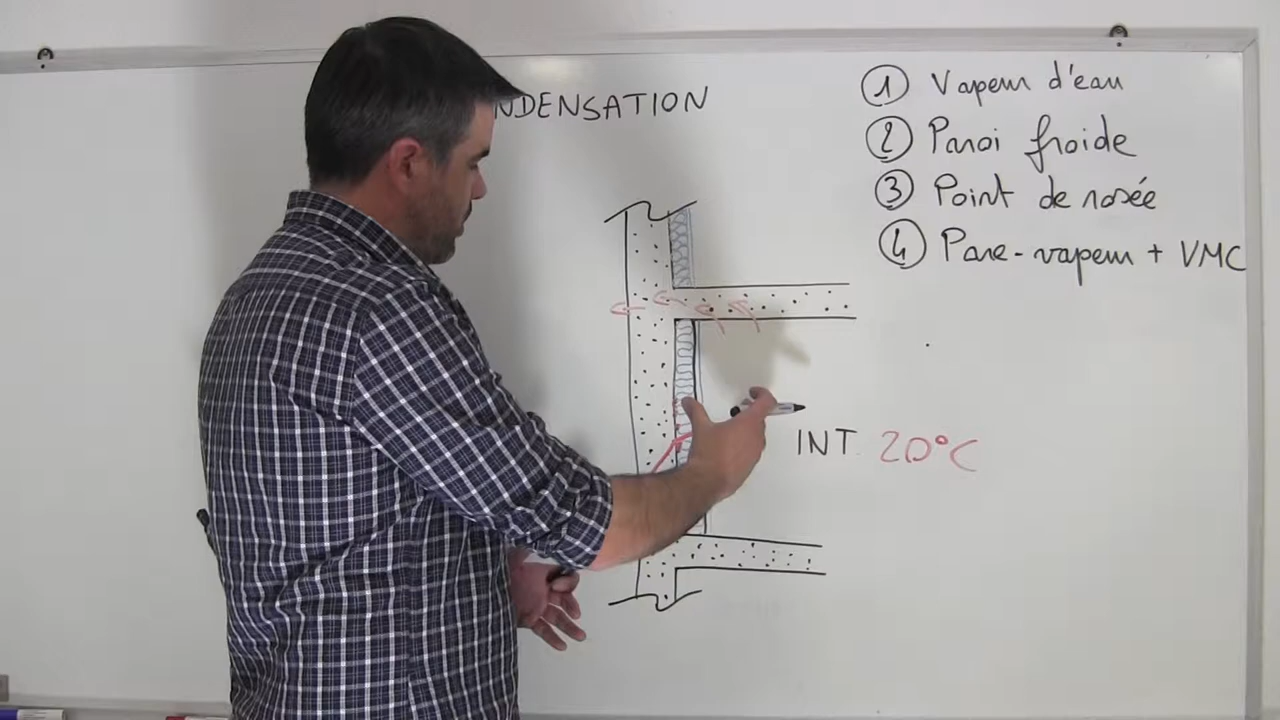 NDENSATION
1 Vapeur d'eau
2 Paroi froide
3 Point de rosée
4 Pare-vapeur + VMC
INT 20°C